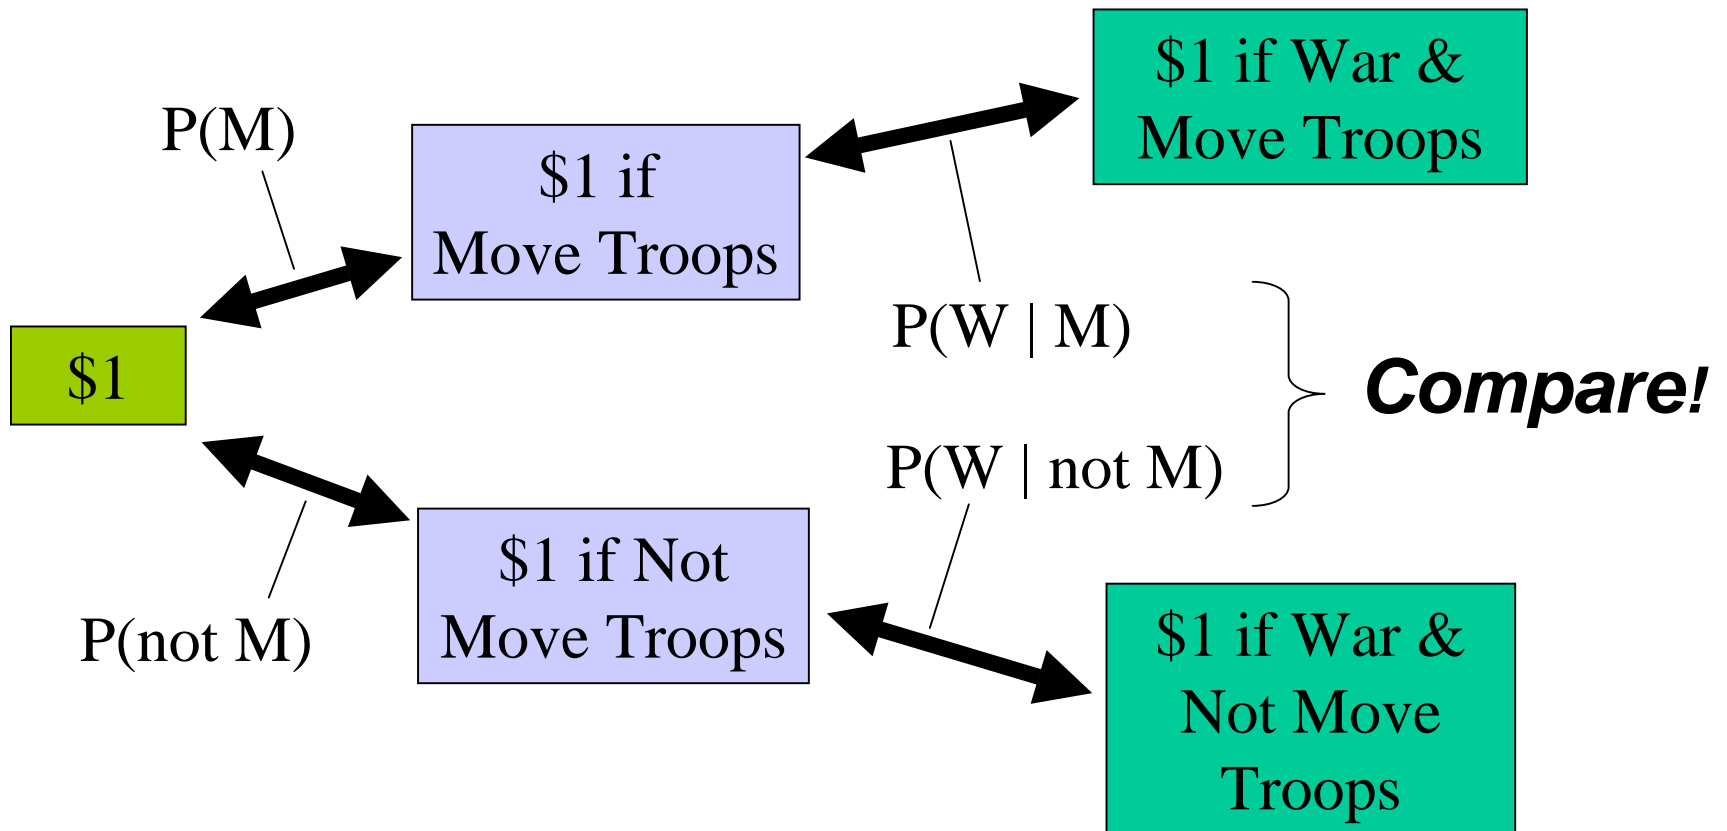 $1
P(M)
$1 if
Move Troops
P(W | M)
$1 if War &
Move Troops
P(not M)
$1 if Not
Move Troops
P(W | not M)
$1 if War &
Not Move
Troops
Compare!